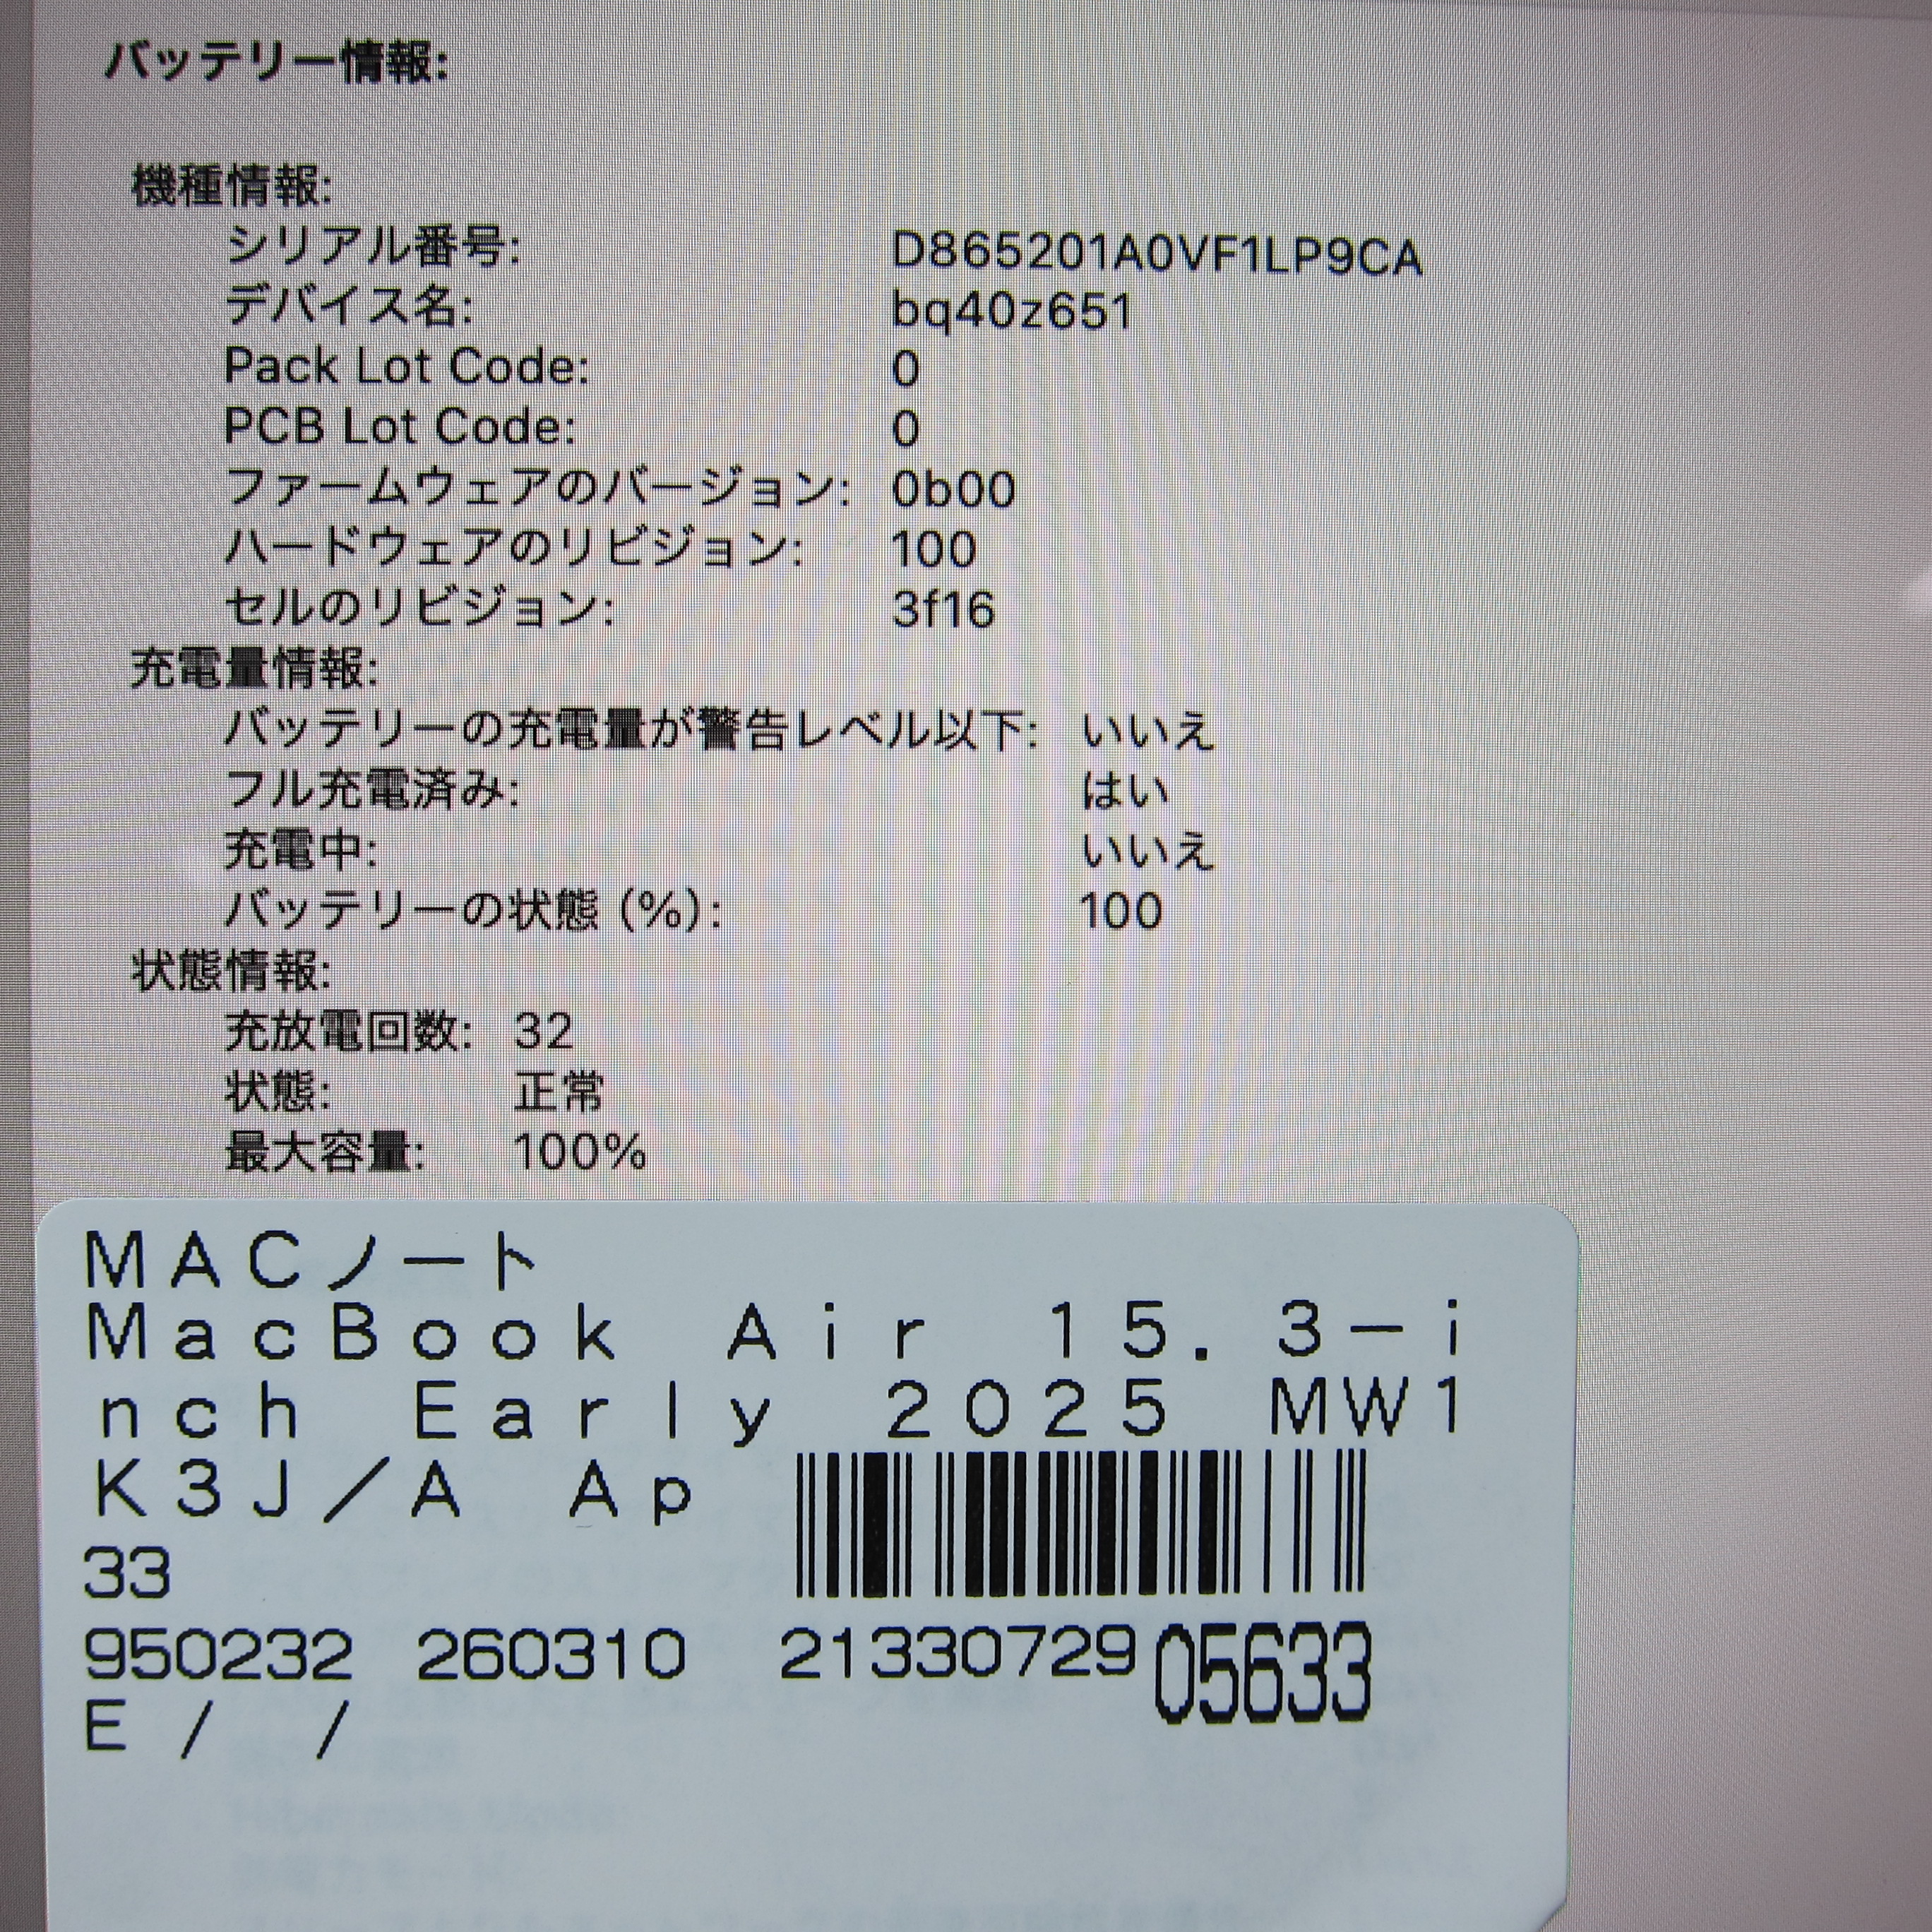 バッテリー情報:
機種情報:
シリアル番号: D865201A0VF1LP9CA
デバイス名: bq40z651
Pack Lot Code: 0
PCB Lot Code: 0
ファームウェアのバージョン: 0b00
ハードウェアのリビジョン: 100
セルのリビジョン: 3f16
充電量情報:
バッテリーの充電量が警告レベル以下: いいえ
フル充電済み: はい
充電中: いいえ
バッテリーの状態 (%): 100
状態情報:
充放電回数: 32
状態: 正常
最大容量: 100%
MACノート
MacBook Air 15.3-i
nch Early 2025 MW1
K3J/A Ap
33
950232 260310 21330729 05633
E / /